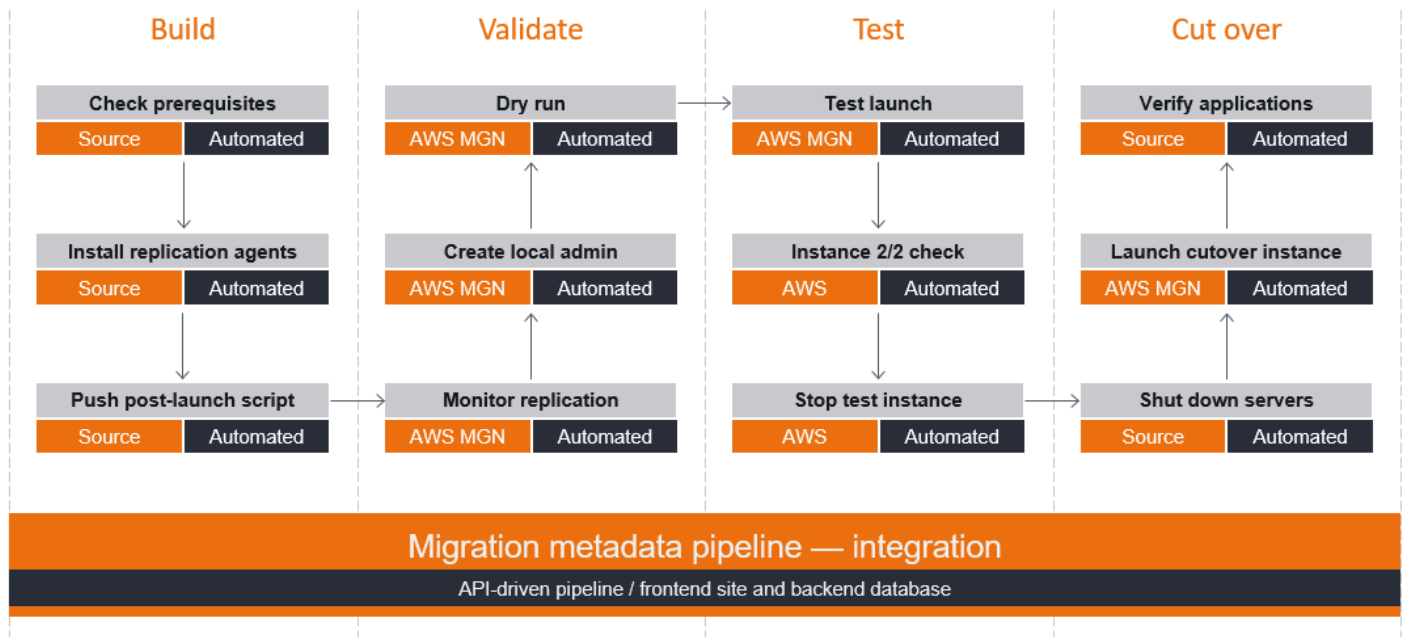 Build
Validate
Test
Cut over
Check prerequisites
Source
Automated
Dry run
AWS MGN
Automated
Test launch
AWS MGN
Automated
Verify applications
Source
Automated
Install replication agents
Source
Automated
Create local admin
AWS MGN
Automated
Instance 2/2 check
AWS
Automated
Launch cutover instance
AWS MGN
Automated
Push post-launch script
Source
Automated
Monitor replication
AWS MGN
Automated
Stop test instance
AWS
Automated
Shut down servers
Source
Automated
Migration metadata pipeline — integration
API-driven pipeline / frontend site and backend database